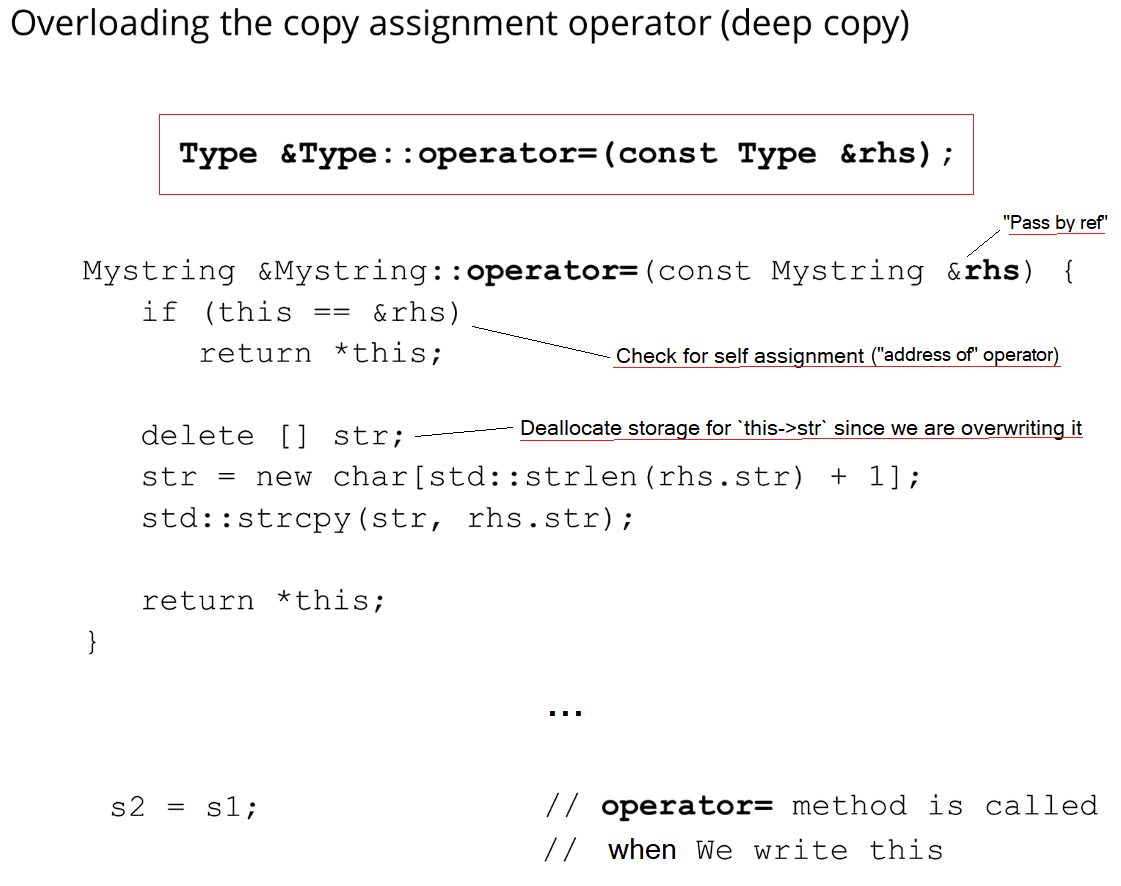 Overloading the copy assignment operator (deep copy)
Type &Type::operator=(const Type &rhs);
"Pass by ref"
Mystring &Mystring::operator=(const Mystring &rhs) {
if (this == &rhs)
return *this;
Check for self assignment ("address of" operator)
delete [] str;
Deallocate storage for `this->str` since we are overwriting it
str = new char[std::strlen(rhs.str) + 1];
std::strcpy(str, rhs.str);
return *this;
}
...
s2 = s1; // operator= method is called
// when We write this